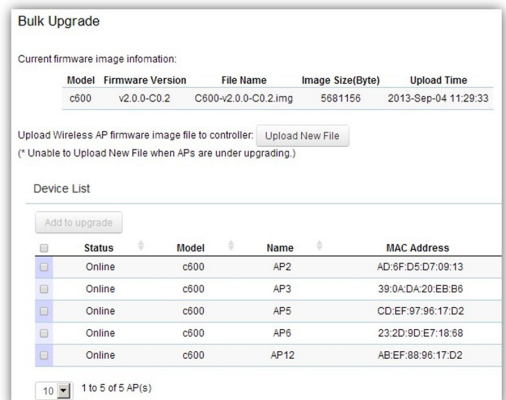 Bulk Upgrade
Current firmware image infomation:
Model Firmware Version File Name Image Size(Byte) Upload Time
c600 v2.0.0-C0.2 C600-v2.0.0-C0.2.img 5681156 2013-Sep-04 11:29:33
Upload Wireless AP firmware image file to controller: Upload New File
(* Unable to Upload New File when APs are under upgrading.)
Device List
Add to upgrade
Status Model Name MAC Address
Online c600 AP2 AD:6F:D5:D7:09:13
Online c600 AP3 39:0A:DA:20:EB:B6
Online c600 AP5 CD:EF:97:96:17:D2
Online c600 AP6 23:2D:9D:E7:18:68
Online c600 AP12 AB:EF:88:96:17:D2
10 1 to 5 of 5 AP(s)